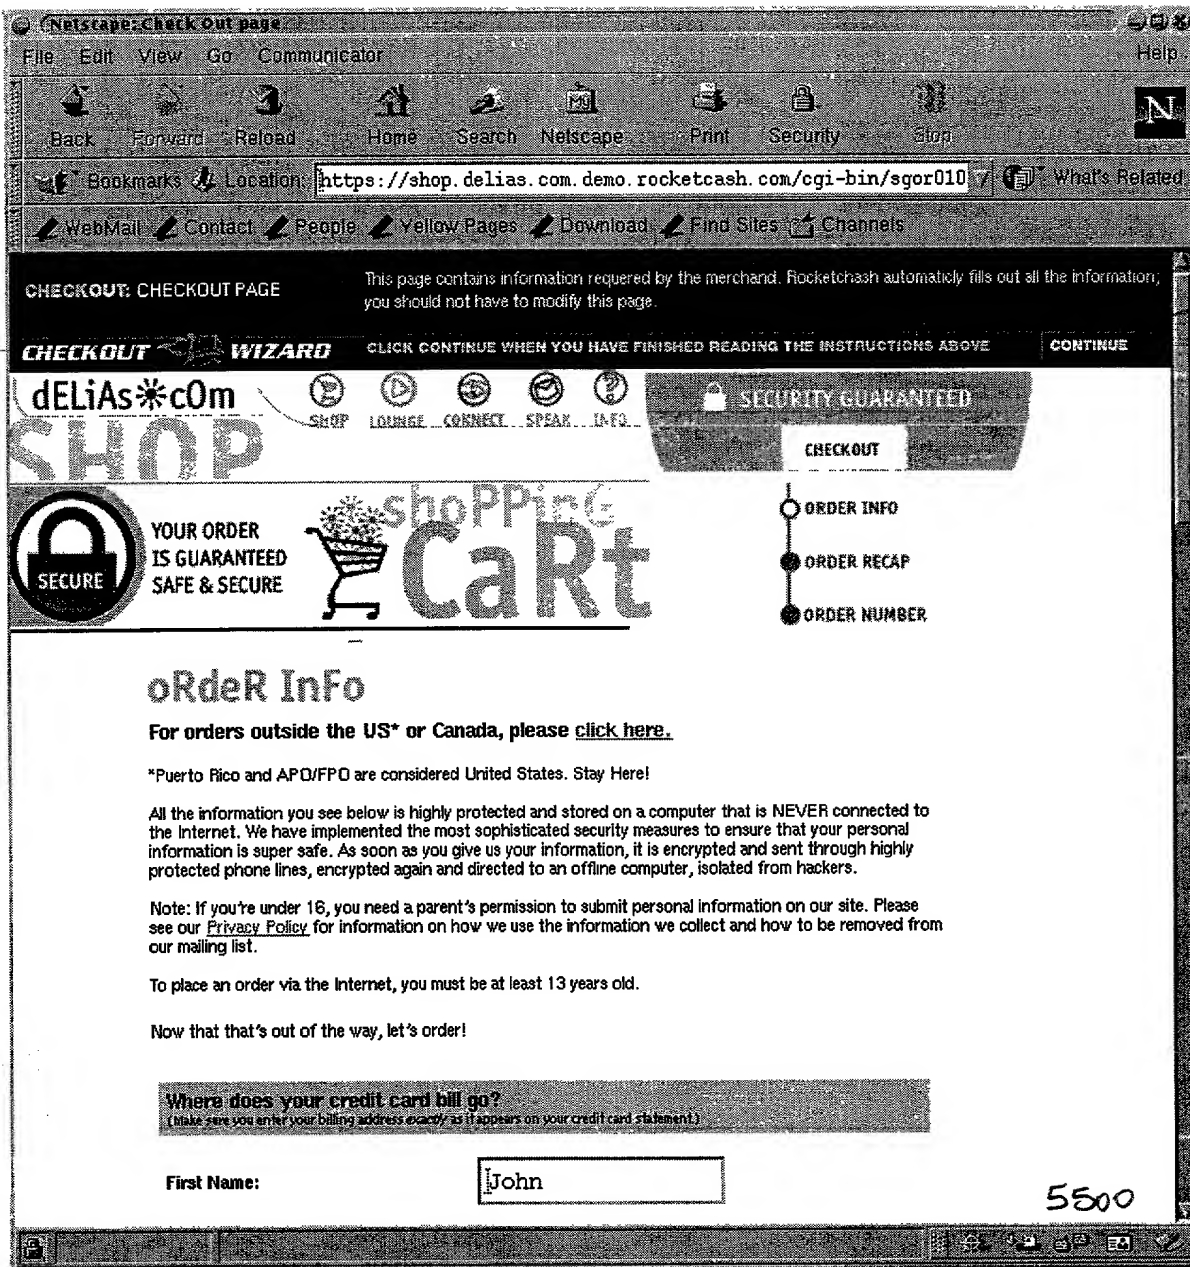 Netscape: Check Out page
File Edit View Go Communicator Help
Back Forward Reload Home Search Netscape Print Security Stop
N
Bookmarks Location: https://shop.delias.com.demo.rocketcash.com/cgi-bin/sgor010 What's Related
WebMail Contact People Yellow Pages Download Find Sites Channels
CHECKOUT: CHECKOUT PAGE
This page contains information requered by the merchand. Rocketchash automaticly fills out all the information;
you should not have to modify this page.
CHECKOUT WIZARD CLICK CONTINUE WHEN YOU HAVE FINISHED READING THE INSTRUCTIONS ABOVE CONTINUE
dELiAs*cOm
SHOP LOUNGE CONNECT SPEAK INFO
SECURITY GUARANTEED
SHOP
CHECKOUT
SECURE
YOUR ORDER
IS GUARANTEED
SAFE & SECURE
shoPPinG
CaRt
ORDER INFO
ORDER RECAP
ORDER NUMBER
oRdeR InFo
For orders outside the US* or Canada, please click here.
*Puerto Rico and APO/FPO are considered United States. Stay Here!
All the information you see below is highly protected and stored on a computer that is NEVER connected to
the Internet. We have implemented the most sophisticated security measures to ensure that your personal
information is super safe. As soon as you give us your information, it is encrypted and sent through highly
protected phone lines, encrypted again and directed to an offline computer, isolated from hackers.
Note: If you're under 16, you need a parent's permission to submit personal information on our site. Please
see our Privacy Policy for information on how we use the information we collect and how to be removed from
our mailing list.
To place an order via the Internet, you must be at least 13 years old.
Now that that's out of the way, let's order!
Where does your credit card bill go?
(Make sure you enter your billing address exactly as it appears on your credit card statement.)
First Name: John
5500